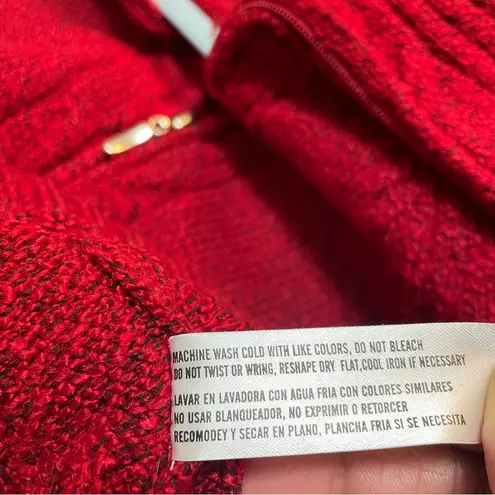 MACHINE WASH COLD WITH LIKE COLORS, DO NOT BLEACH
DO NOT TWIST OR WRING, RESHAPE DRY FLAT,COOL IRON IF NECESSARY
LAVAR EN LAVADORA CON AGUA FRIA CON COLORES SIMILARES
NO USAR BLANQUEADOR, NO EXPRIMIR O RETORCER
RECOMODEY Y SECAR EN PLANO, PLANCHA FRIA SI SE NECESITA